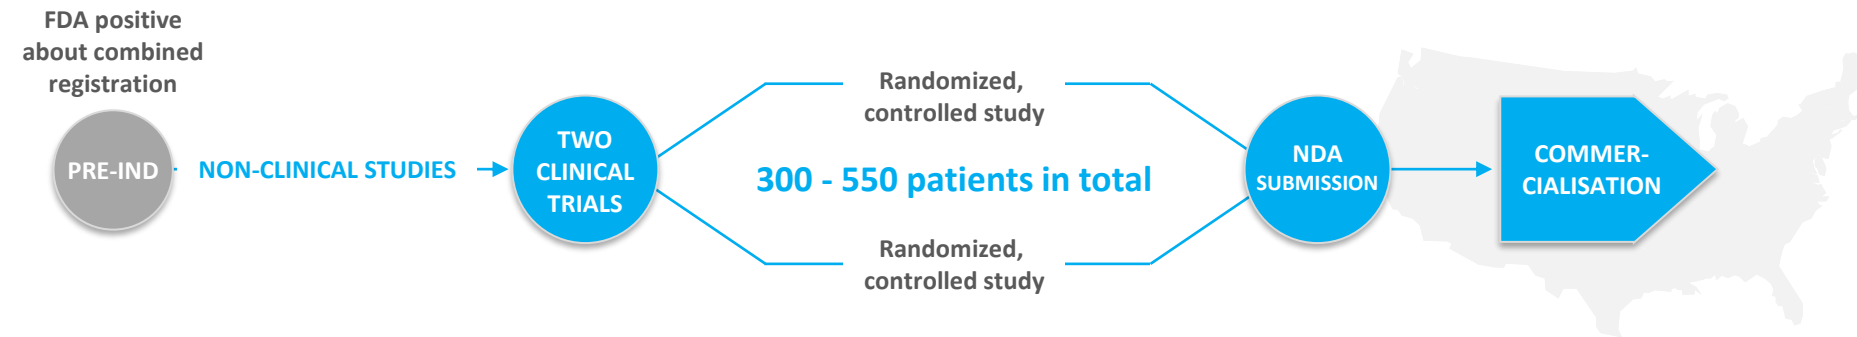 FDA positive
about combined
registration
PRE-IND
NON-CLINICAL STUDIES
TWO
CLINICAL
TRIALS
Randomized,
controlled study
300 - 550 patients in total
Randomized,
controlled study
NDA
SUBMISSION
COMMER-
CIALISATION